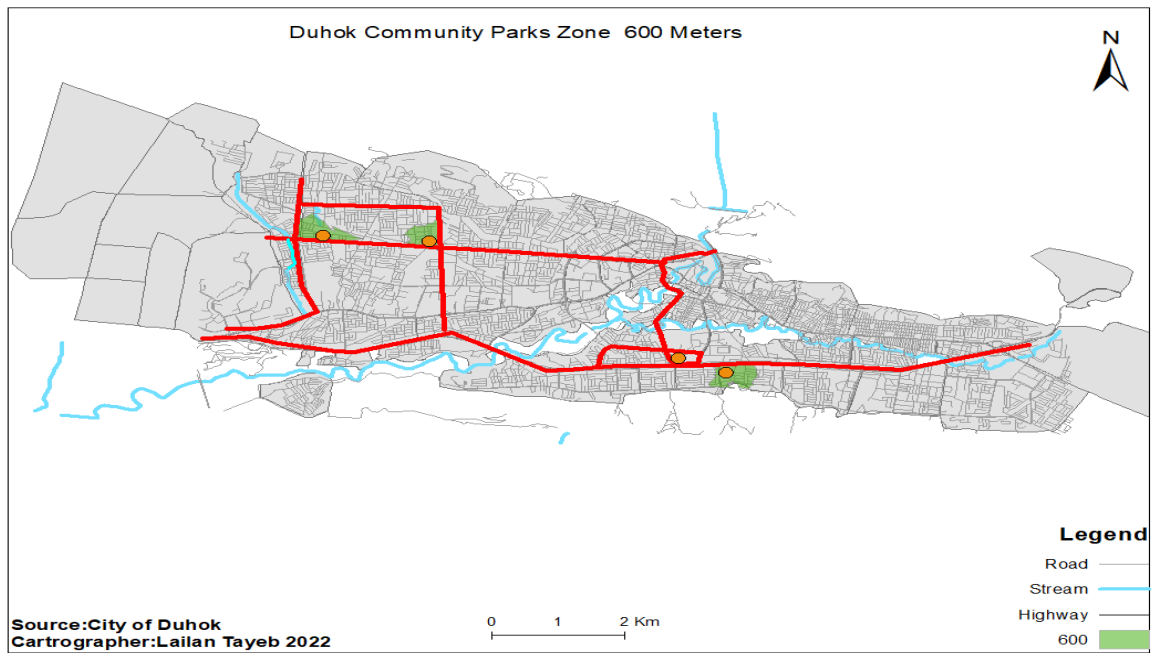 Duhok Community Parks Zone 600 Meters
N
Legend
Road
Stream
Highway
600
0 1 2 Km
Source:City of Duhok
Cartrographer:Lailan Tayeb 2022